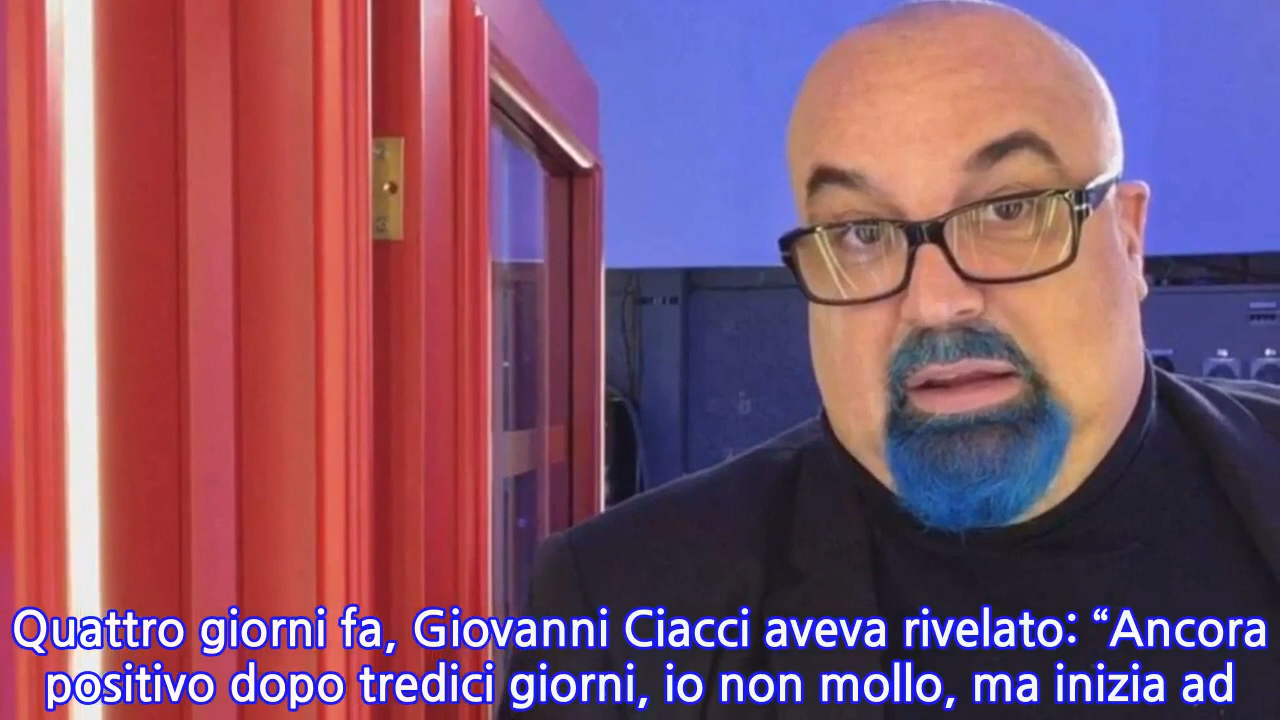 Quattro giorni fa, Giovanni Ciacci aveva rivelato: “Ancora
positivo dopo tredici giorni, io non mollo, ma inizia ad